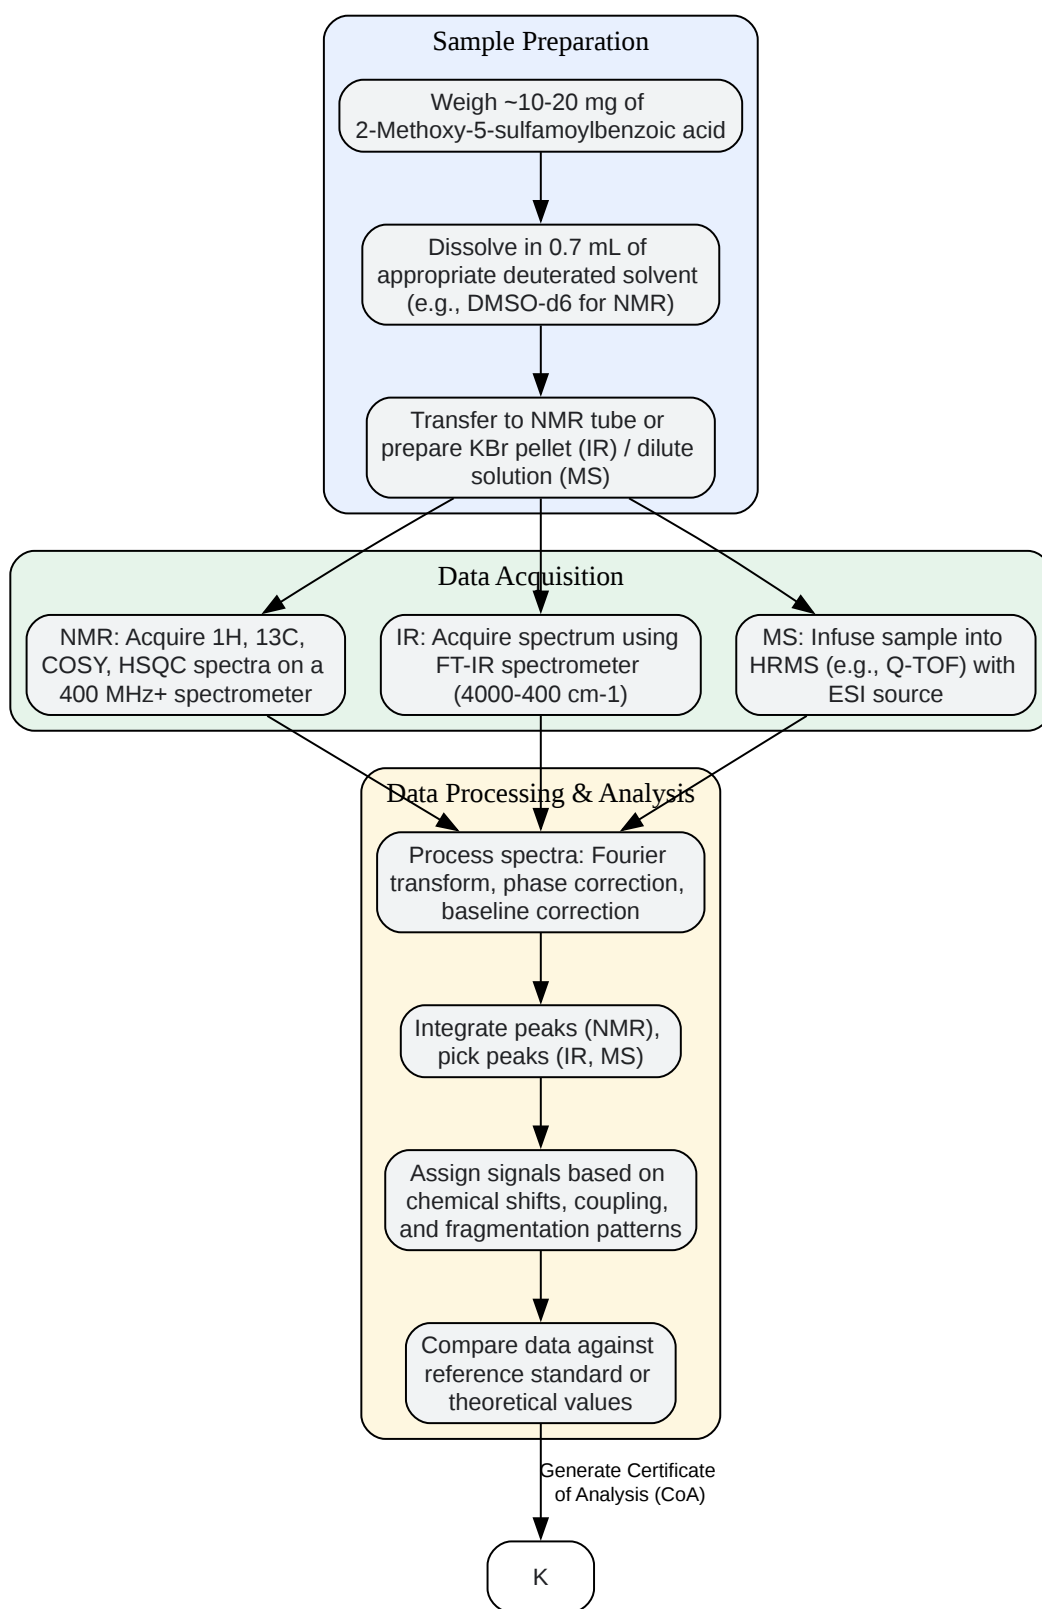 Sample Preparation
Weigh ~10-20 mg of
2-Methoxy-5-sulfamoylbenzoic acid
Dissolve in 0.7 mL of
appropriate deuterated solvent
(e.g., DMSO-d6 for NMR)
Transfer to NMR tube or
prepare KBr pellet (IR) / dilute
solution (MS)
Data Acquisition
NMR: Acquire 1H, 13C,
COSY, HSQC spectra on a
400 MHz+ spectrometer
IR: Acquire spectrum using
FT-IR spectrometer
(4000-400 cm-1)
MS: Infuse sample into
HRMS (e.g., Q-TOF) with
ESI source
Data Processing & Analysis
Process spectra: Fourier
transform, phase correction,
baseline correction
Integrate peaks (NMR),
pick peaks (IR, MS)
Assign signals based on
chemical shifts, coupling,
and fragmentation patterns
Compare data against
reference standard or
theoretical values
Generate Certificate
of Analysis (CoA)
K